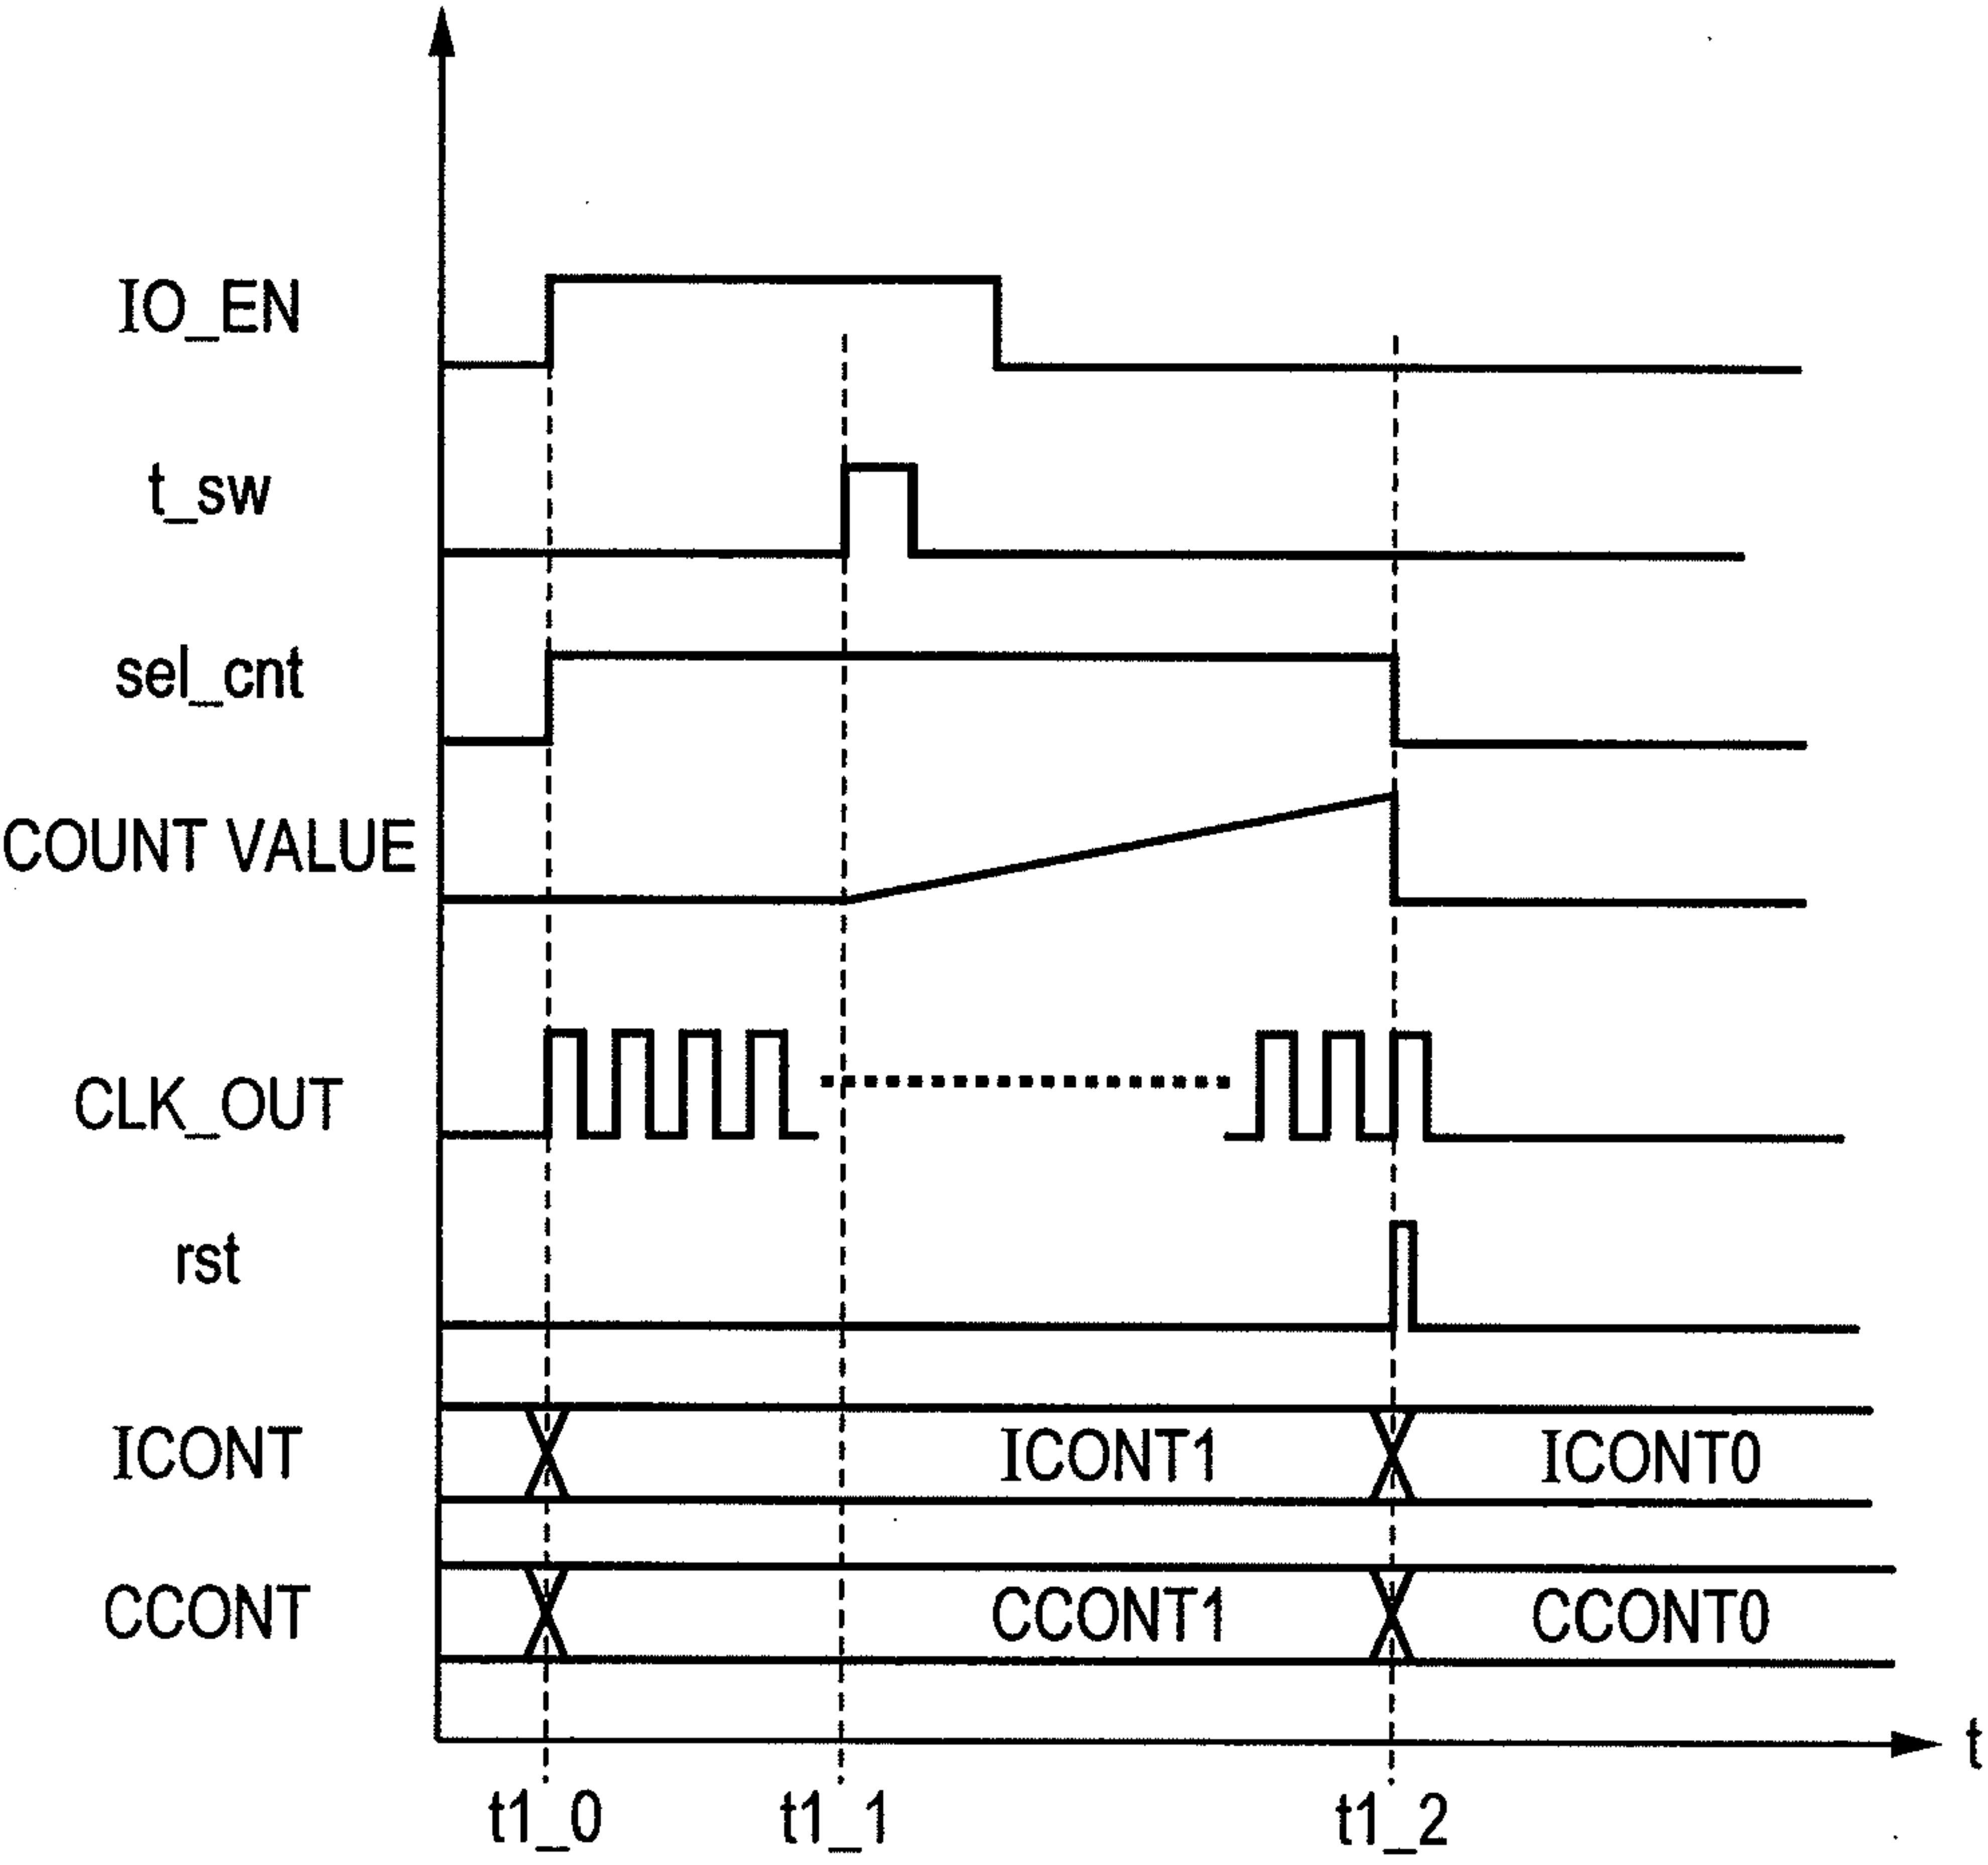 IO_EN
t_sw
sel_cnt
COUNT VALUE
CLK_OUT
rst
ICONT
ICONT1
ICONT0
CCONT
CCONT1
CCONT0
t
t1_0
t1_1
t1_2